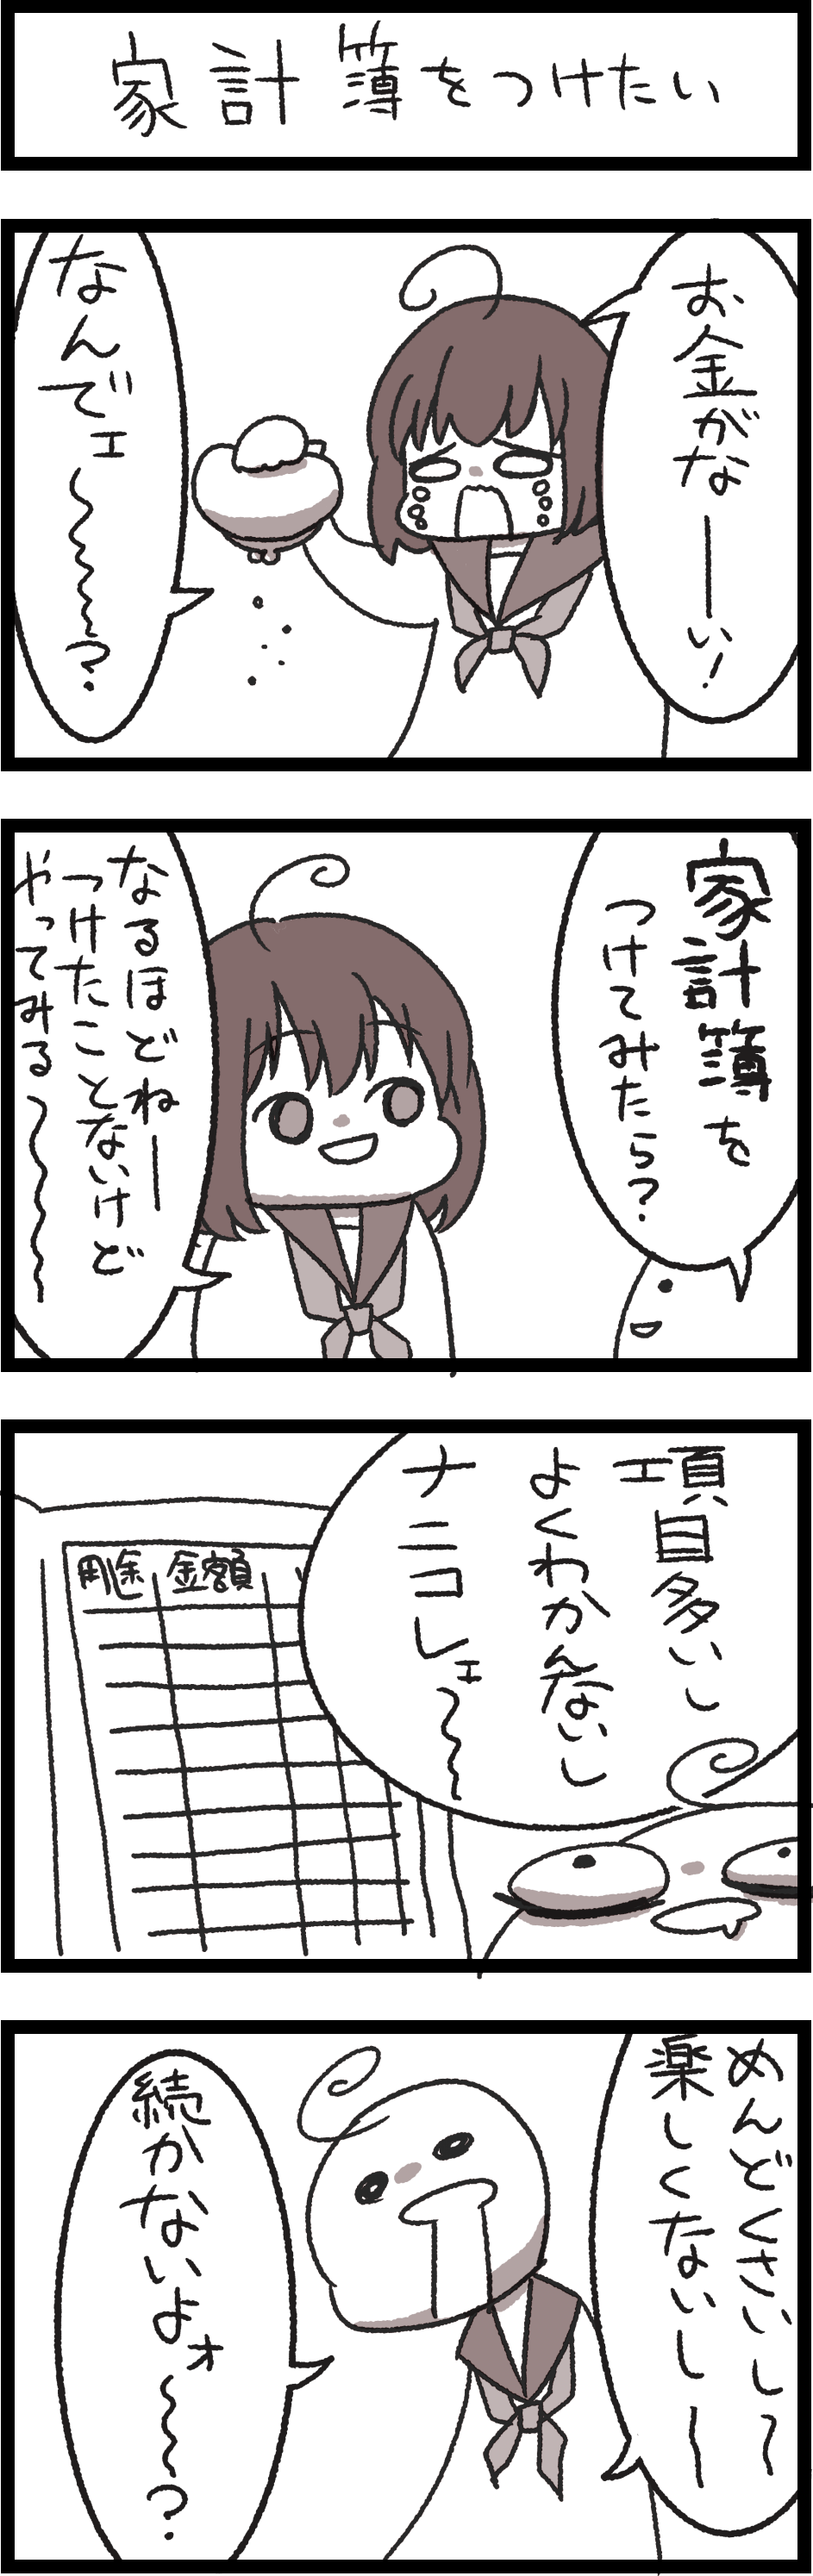 家計簿をつけたい
お金がなーい！
なんでェ〜〜〜？
家計簿を
つけてみたら？
なるほどねー
つけたことないけど
やってみる〜〜〜
項目多いし
エ
よくわかんないし
ナニコレェ〜〜
用途 金額
めんどくさいし〜
楽しくないし〜
続かないよォ〜〜？